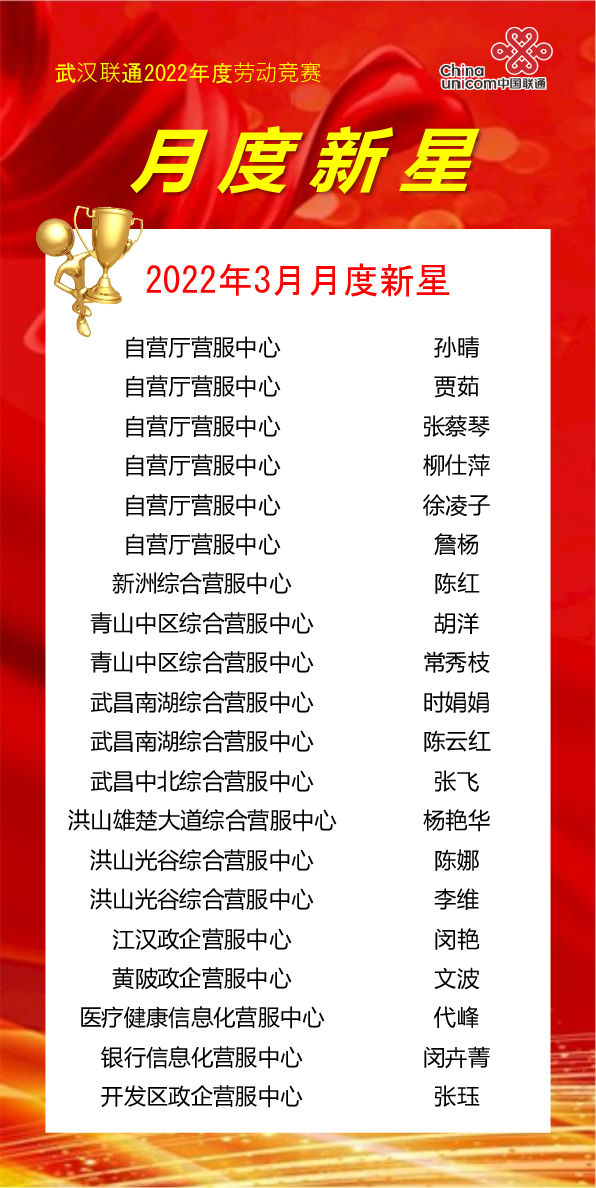 武汉联通2022年度劳动竞赛
China
unicom中国联通
月度新星
2022年3月月度新星
自营厅营服中心 孙晴
自营厅营服中心 贾茹
自营厅营服中心 张蔡琴
自营厅营服中心 柳仕萍
自营厅营服中心 徐凌子
自营厅营服中心 詹杨
新洲综合营服中心 陈红
青山中区综合营服中心 胡洋
青山中区综合营服中心 常秀枝
武昌南湖综合营服中心 时娟娟
武昌南湖综合营服中心 陈云红
武昌中北综合营服中心 张飞
洪山雄楚大道综合营服中心 杨艳华
洪山光谷综合营服中心 陈娜
洪山光谷综合营服中心 李维
江汉政企营服中心 闵艳
黄陂政企营服中心 文波
医疗健康信息化营服中心 代峰
银行信息化营服中心 闵卉菁
开发区政企营服中心 张珏